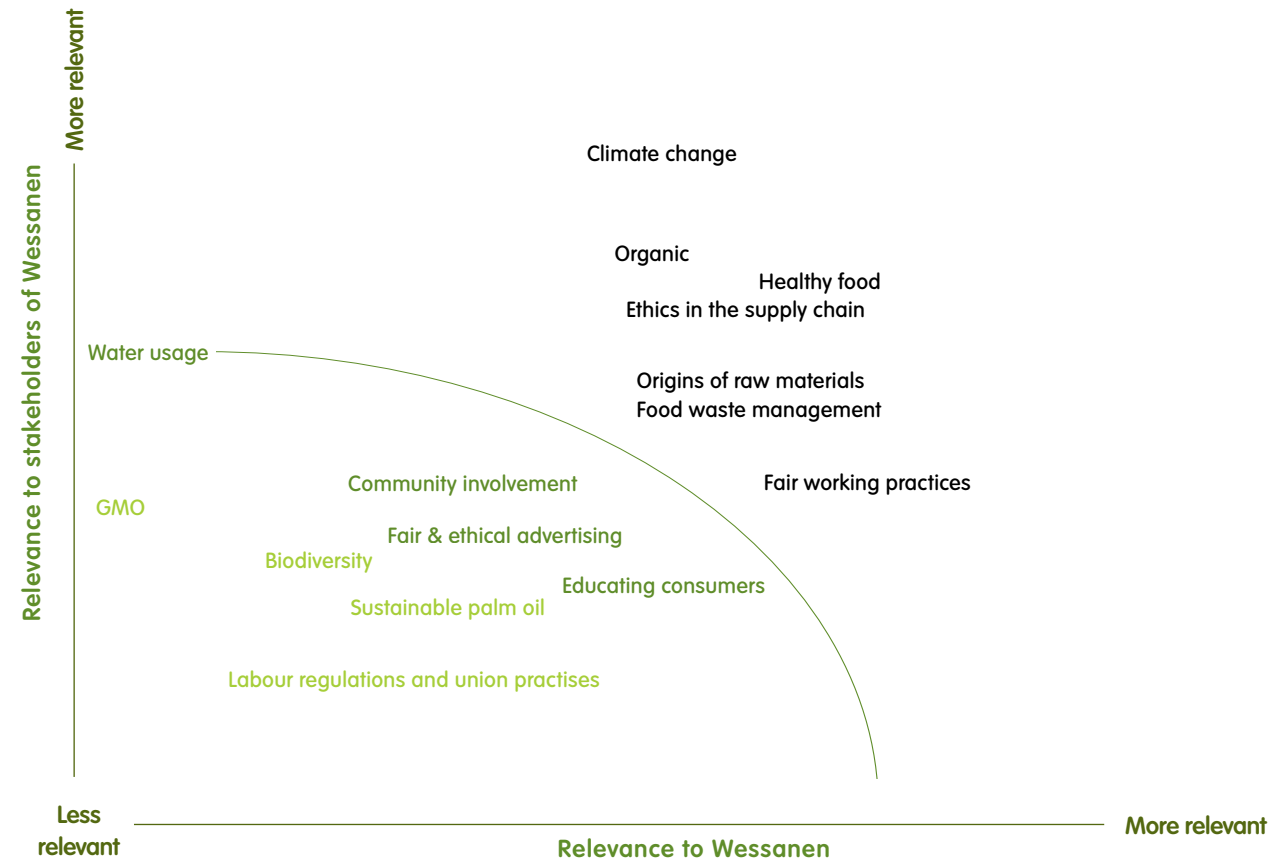 More relevant
Relevance to stakeholders of Wessanen
Climate change
Organic
Healthy food
Ethics in the supply chain
Water usage
Origins of raw materials
Food waste management
Community involvement
Fair working practices
GMO
Fair & ethical advertising
Biodiversity
Educating consumers
Sustainable palm oil
Labour regulations and union practises
Less
relevant
More relevant
Relevance to Wessanen